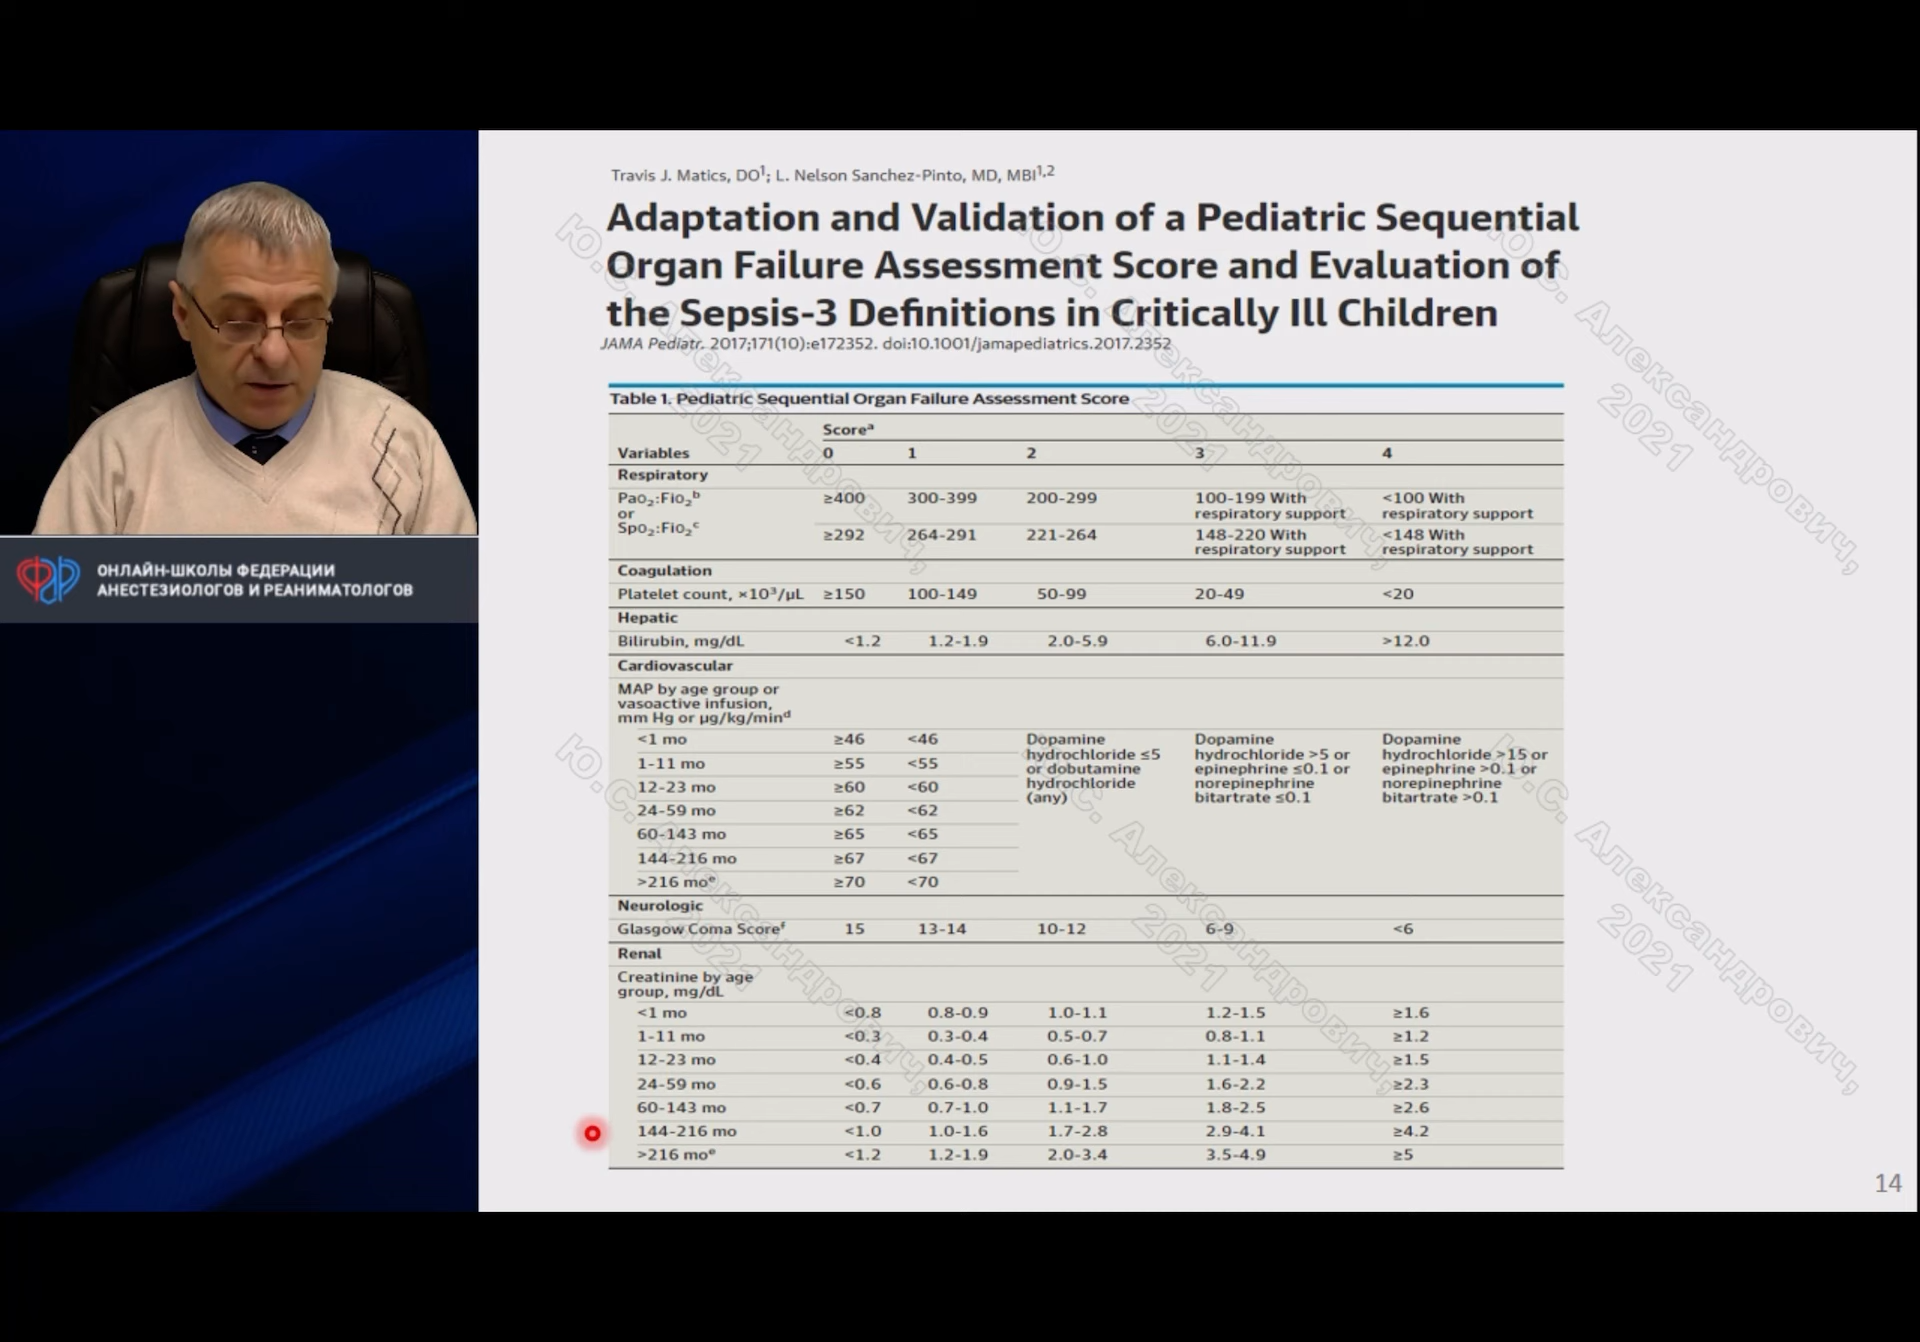 Travis J. Matics, DO1; L. Nelson Sanchez-Pinto, MD, MBI1,2
Adaptation and Validation of a Pediatric Sequential
Organ Failure Assessment Score and Evaluation of
the Sepsis-3 Definitions in Critically Ill Children
JAMA Pediatr. 2017;171(10):e172352. doi:10.1001/jamapediatrics.2017.2352
Table 1. Pediatric Sequential Organ Failure Assessment Score
Scorea
Variables 0 1 2 3 4
Respiratory
Pao2:Fio2b ≥400 300-399 200-299 100-199 With respiratory support <100 With respiratory support
or
Spo2:Fio2c ≥292 264-291 221-264 148-220 With respiratory support <148 With respiratory support
Coagulation
Platelet count, ×103/μL ≥150 100-149 50-99 20-49 <20
Hepatic
Bilirubin, mg/dL <1.2 1.2-1.9 2.0-5.9 6.0-11.9 >12.0
Cardiovascular
MAP by age group or
vasoactive infusion,
mm Hg or μg/kg/mind
<1 mo ≥46 <46 Dopamine hydrochloride ≤5 or dobutamine hydrochloride (any) Dopamine hydrochloride >5 or epinephrine ≤0.1 or norepinephrine bitartrate ≤0.1 Dopamine hydrochloride >15 or epinephrine >0.1 or norepinephrine bitartrate >0.1
1-11 mo ≥55 <55
12-23 mo ≥60 <60
24-59 mo ≥62 <62
60-143 mo ≥65 <65
144-216 mo ≥67 <67
>216 moe ≥70 <70
Neurologic
Glasgow Coma Scoref 15 13-14 10-12 6-9 <6
Renal
Creatinine by age
group, mg/dL
<1 mo <0.8 0.8-0.9 1.0-1.1 1.2-1.5 ≥1.6
1-11 mo <0.3 0.3-0.4 0.5-0.7 0.8-1.1 ≥1.2
12-23 mo <0.4 0.4-0.5 0.6-1.0 1.1-1.4 ≥1.5
24-59 mo <0.6 0.6-0.8 0.9-1.5 1.6-2.2 ≥2.3
60-143 mo <0.7 0.7-1.0 1.1-1.7 1.8-2.5 ≥2.6
144-216 mo <1.0 1.0-1.6 1.7-2.8 2.9-4.1 ≥4.2
>216 moe <1.2 1.2-1.9 2.0-3.4 3.5-4.9 ≥5
14
ОНЛАЙН-ШКОЛЫ ФЕДЕРАЦИИ
АНЕСТЕЗИОЛОГОВ И РЕАНИМАТОЛОГОВ
Ю.С. Александрович,
2021
Ю.С. Александрович,
2021
Ю.С. Александрович,
2021
Ю.С. Александрович,
2021
Ю.С. Александрович,
2021
Ю.С. Александрович,
2021